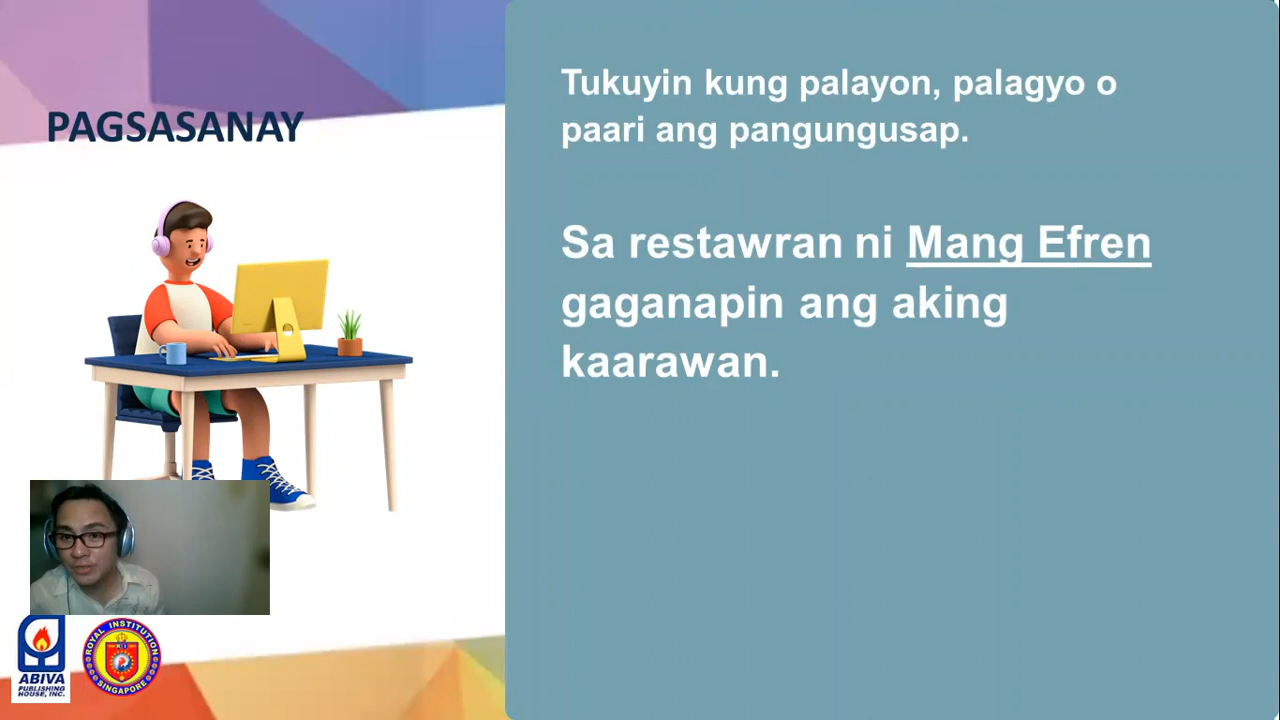 PAGSASANAY
Tukuyin kung palayon, palagyo o
paari ang pangungusap.
Sa restawran ni Mang Efren
gaganapin ang aking
kaarawan.
ABIVA
PUBLISHING
HOUSE, INC.
ROYAL INSTITUTION
SINGAPORE